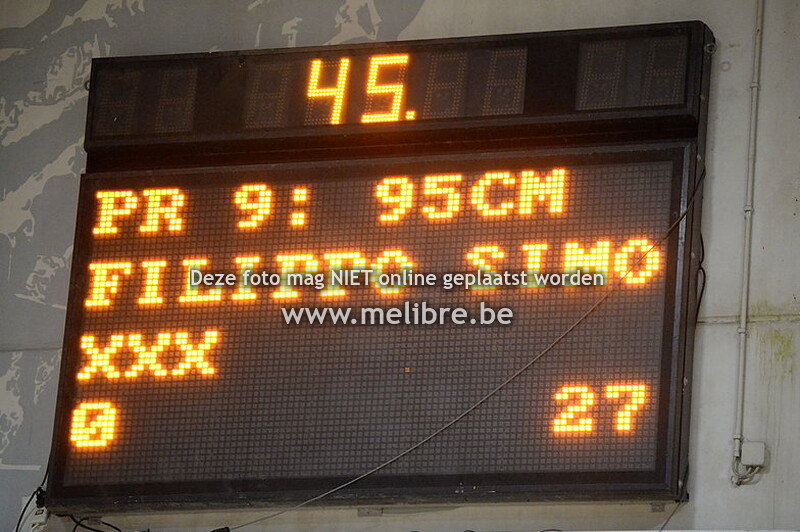 45.
PR 9: 95CM
FILIPPO SIMO
Deze foto mag NIET online geplaatst worden
www.melibre.be
XXX
0 27